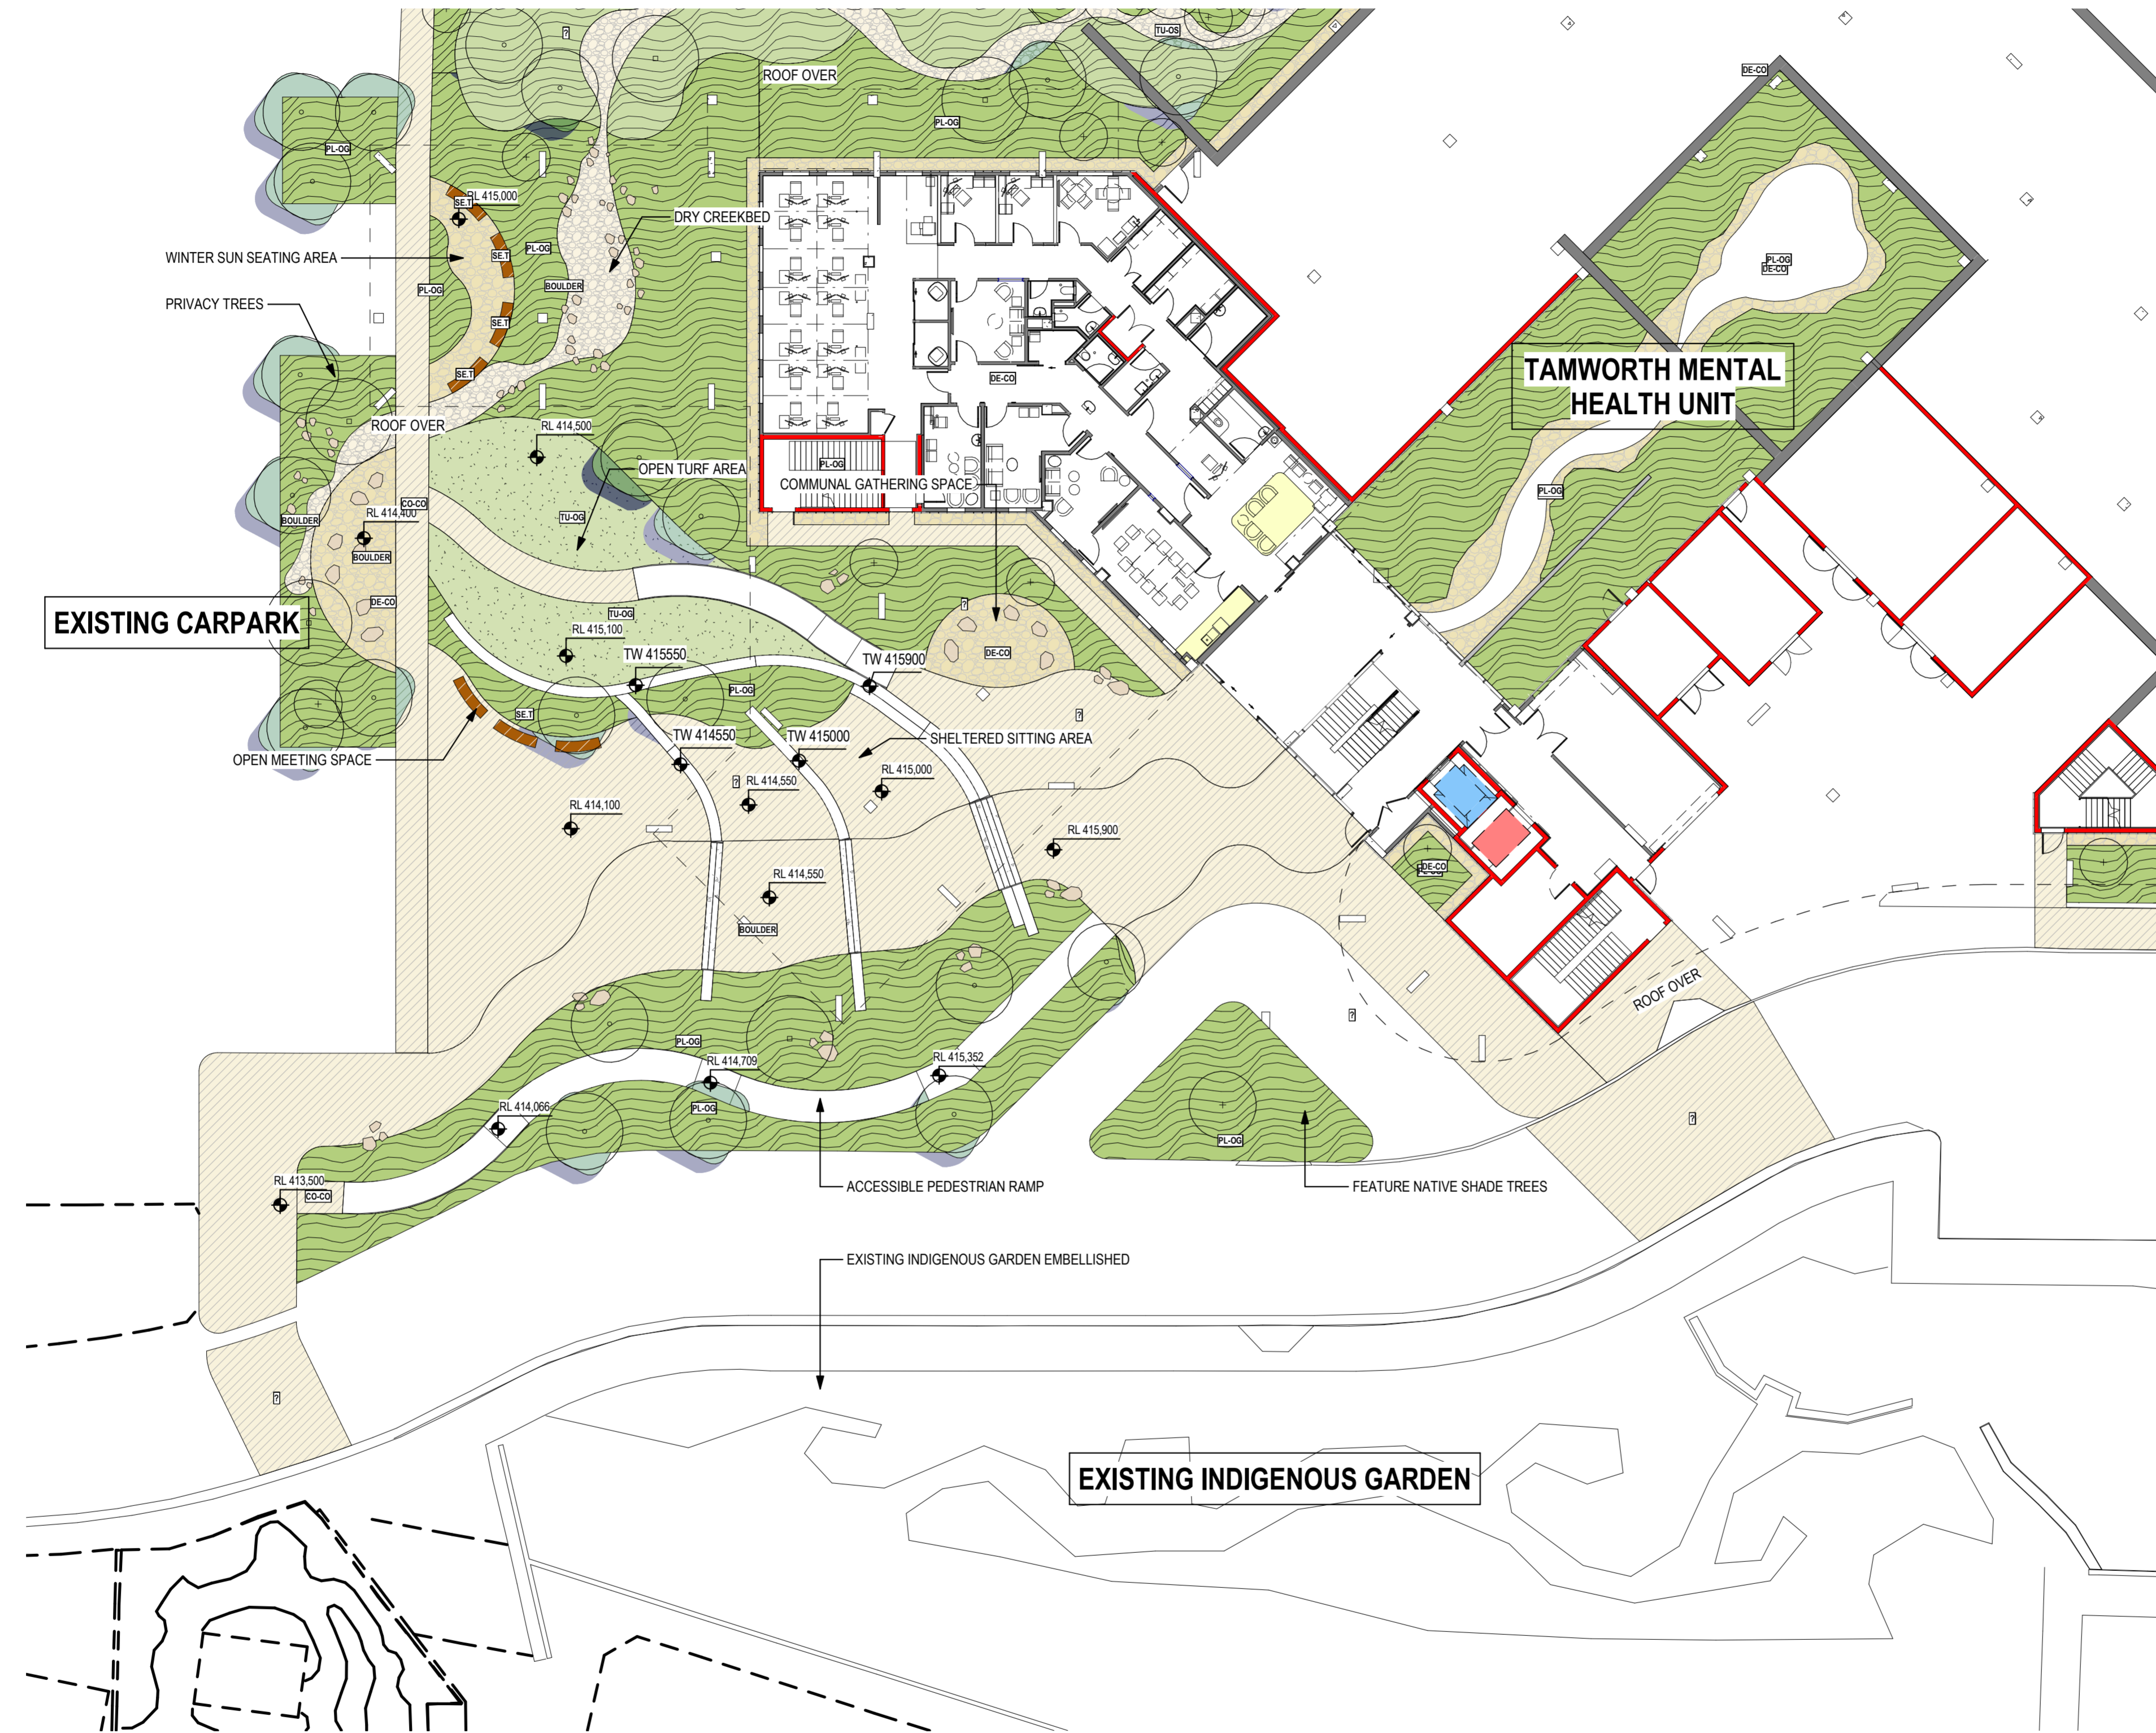 ?
TU-OS
ROOF OVER
DE-CO
PL-OG
PL-OG
RL 415,000
SE.T
DRY CREEKBED
WINTER SUN SEATING AREA
PL-OG
SE.T
PL-OG
DE-CO
PL-OG
BOULDER
PRIVACY TREES
SE.T
TAMWORTH MENTAL
HEALTH UNIT
SE.T
DE-CO
ROOF OVER
RL 414,500
OPEN TURF AREA
PL-OG
COMMUNAL GATHERING SPACE
PL-OG
CO-CO
RL 414,400
BOULDER
TU-OG
BOULDER
DE-CO
?
EXISTING CARPARK
TU-OG
RL 415,100
TW 415550
TW 415900
DE-CO
PL-OG
SE.T
?
TW 414550
TW 415000
SHELTERED SITTING AREA
OPEN MEETING SPACE
RL 415,000
? RL 414,550
RL 414,100
RL 415,900
DE-CO
RL 414,550
BOULDER
ROOF OVER
?
PL-OG
RL 414,709
RL 415,352
RL 414,066
PL-OG
?
PL-OG
RL 413,500
CO-CO
ACCESSIBLE PEDESTRIAN RAMP
FEATURE NATIVE SHADE TREES
EXISTING INDIGENOUS GARDEN EMBELLISHED
?
EXISTING INDIGENOUS GARDEN